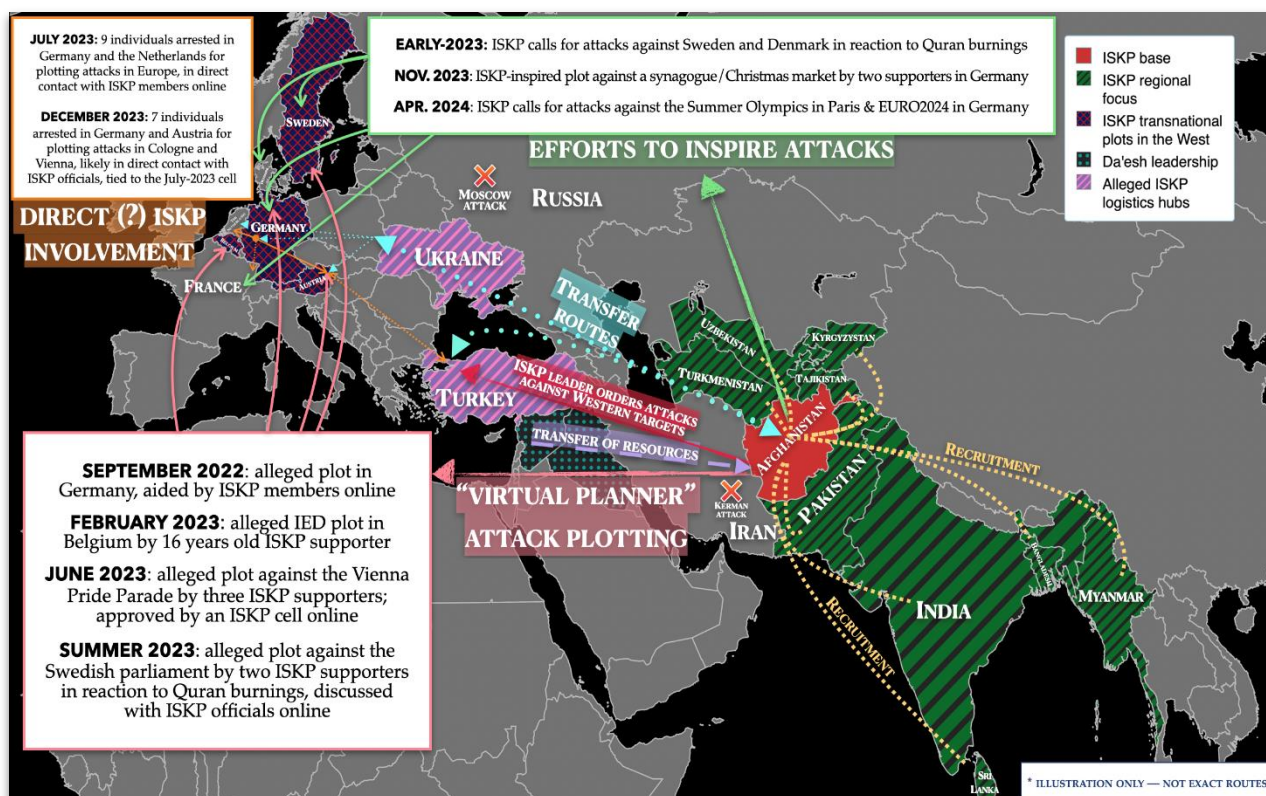 JULY 2023: 9 individuals arrested in
Germany and the Netherlands for
plotting attacks in Europe, in direct
contact with ISKP members online
DECEMBER 2023: 7 individuals
arrested in Germany and Austria for
plotting attacks in Cologne and
Vienna, likely in direct contact with
ISKP officials, tied to the July-2023 cell
DIRECT (?) ISKP
INVOLVEMENT
EARLY-2023: ISKP calls for attacks against Sweden and Denmark in reaction to Quran burnings
NOV. 2023: ISKP-inspired plot against a synagogue/Christmas market by two supporters in Germany
APR. 2024: ISKP calls for attacks against the Summer Olympics in Paris & EURO2024 in Germany
EFFORTS TO INSPIRE ATTACKS
ISKP base
ISKP regional
focus
ISKP transnational
plots in the West
Da'esh leadership
Alleged ISKP
logistics hubs
SWEDEN
MOSCOW
ATTACK
RUSSIA
GERMANY
AUSTRIA
FRANCE
UKRAINE
TRANSFER
ROUTES
TURKEY
UZBEKISTAN
KYRGYZSTAN
TURKMENISTAN
TAJIKISTAN
ISKP LEADER ORDERS ATTACKS
AGAINST WESTERN TARGETS
TRANSFER OF RESOURCES
AFGHANISTAN
"VIRTUAL PLANNER"
ATTACK PLOTTING
KERMAN
ATTACK
IRAN
PAKISTAN
RECRUITMENT
INDIA
BANGLADESH
MYANMAR
RECRUITMENT
SRI
LANKA
SEPTEMBER 2022: alleged plot in
Germany, aided by ISKP members online
FEBRUARY 2023: alleged IED plot in
Belgium by 16 years old ISKP supporter
JUNE 2023: alleged plot against the Vienna
Pride Parade by three ISKP supporters;
approved by an ISKP cell online
SUMMER 2023: alleged plot against the
Swedish parliament by two ISKP supporters
in reaction to Quran burnings, discussed
with ISKP officials online
* ILLUSTRATION ONLY — NOT EXACT ROUTES